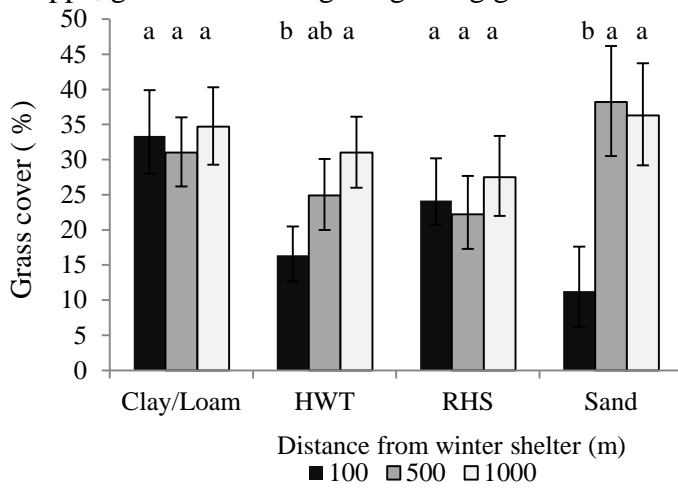 50
45
40
35
30
25
20
15
10
5
0
Grass cover ( %)
a a a b ab a a a a b a a
Clay/Loam HWT RHS Sand
Distance from winter shelter (m)
100 500 1000